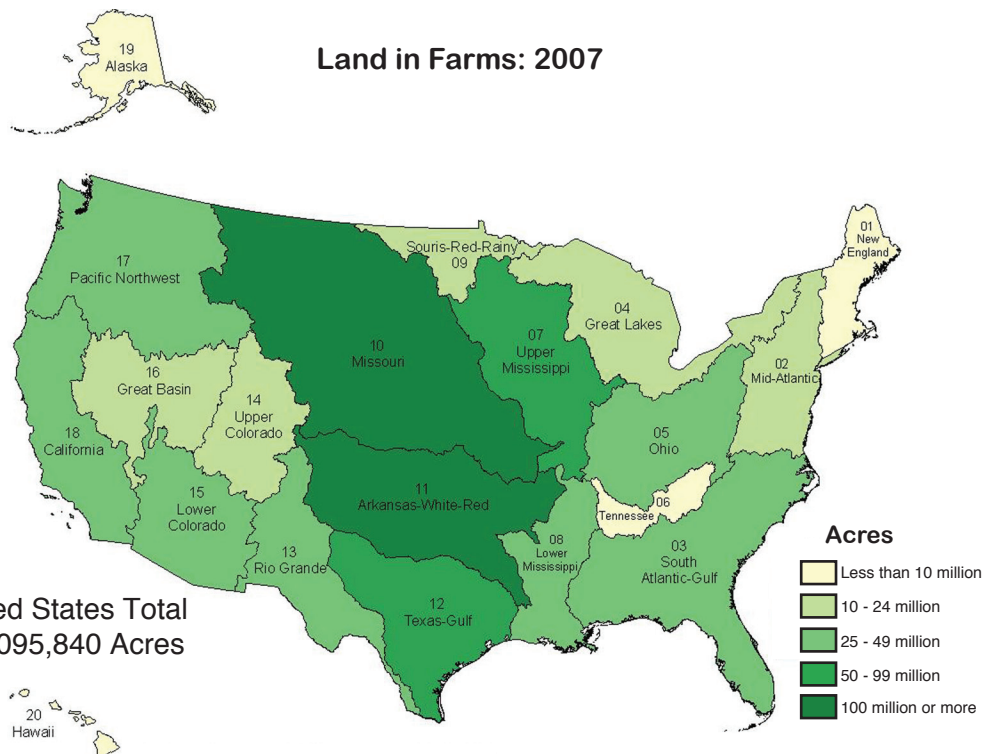 Land in Farms: 2007
19
Alaska
01
New
England
Souris-Red-Rainy
09
17
Pacific Northwest
04
Great Lakes
07
Upper
Mississippi
10
Missouri
02
Mid-Atlantic
16
Great Basin
14
Upper
Colorado
18
California
05
Ohio
15
Lower
Colorado
11
Arkansas-White-Red
06
Tennessee
13
Rio Grande
08
Lower
Mississippi
03
South
Atlantic-Gulf
12
Texas-Gulf
ed States Total
095,840 Acres
20
Hawaii
Acres
Less than 10 million
10 - 24 million
25 - 49 million
50 - 99 million
100 million or more